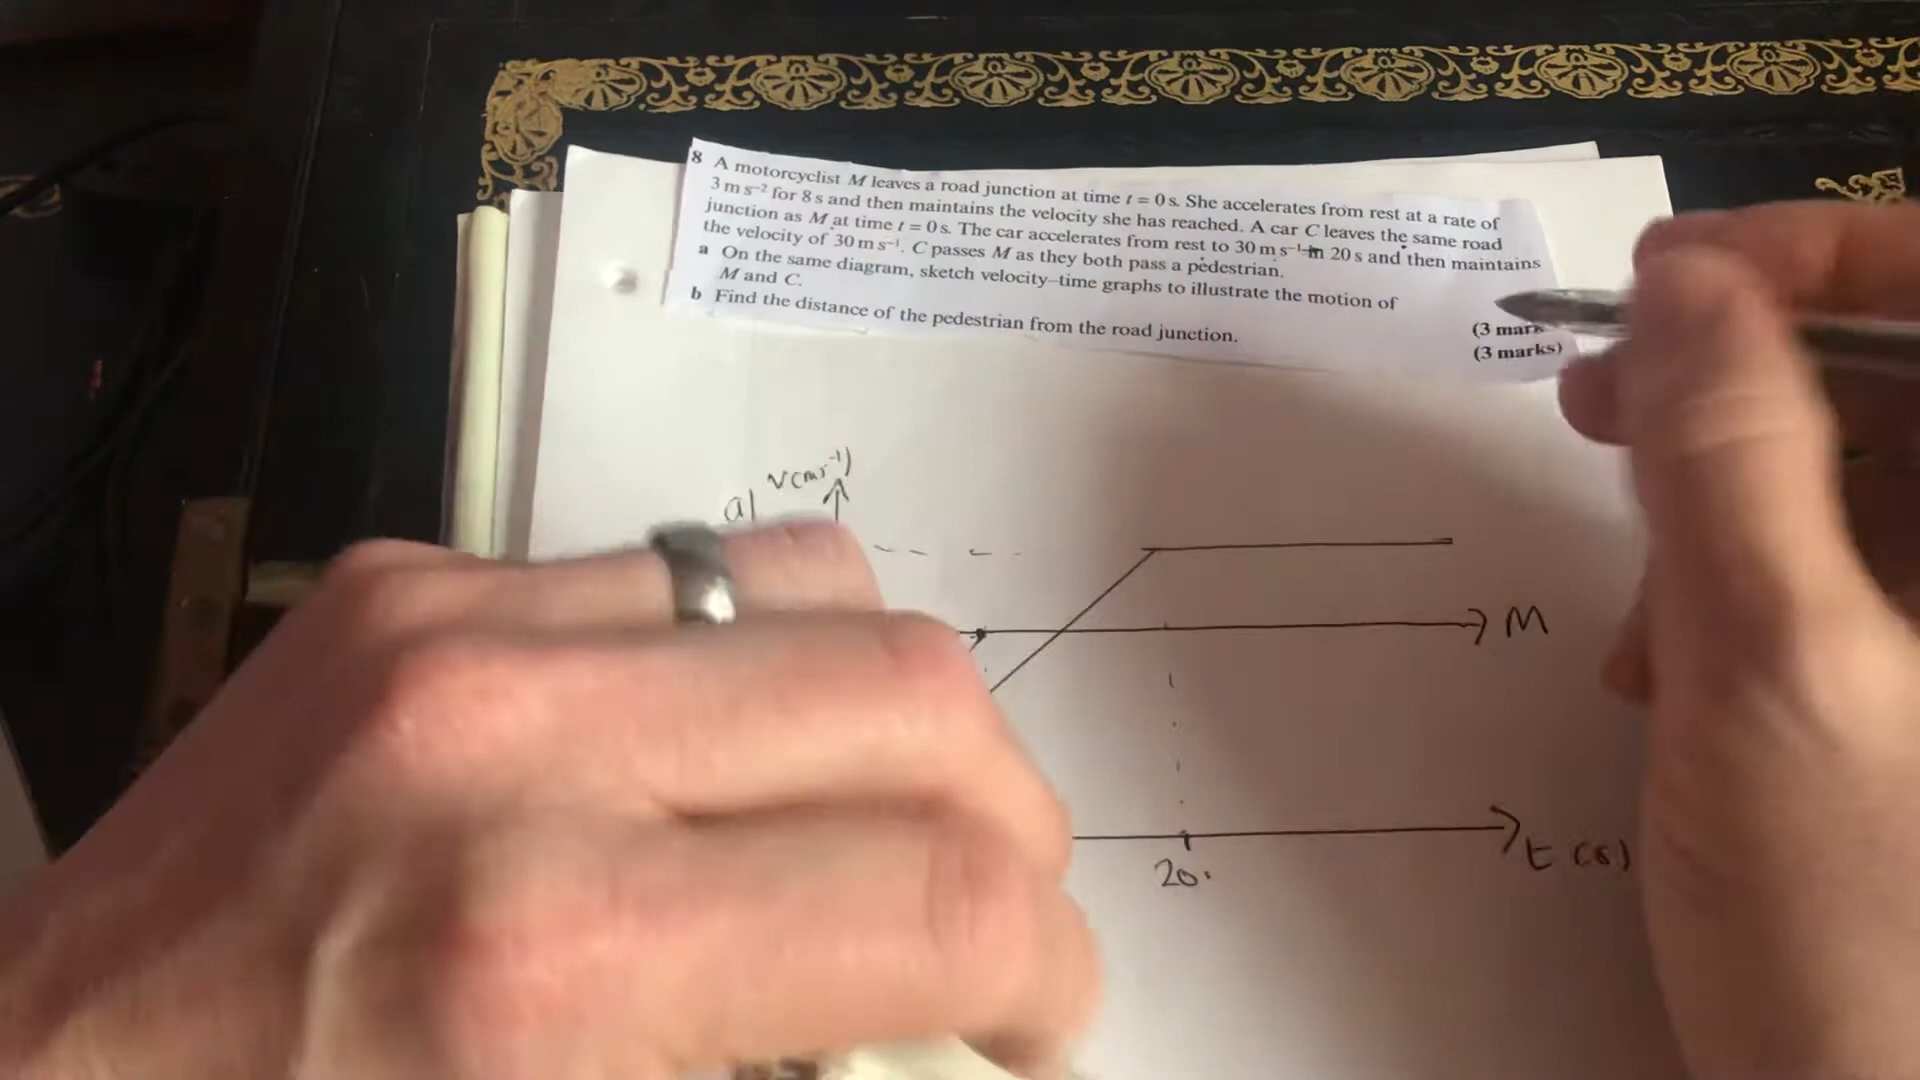 8 A motorcyclist M leaves a road junction at time t = 0 s. She accelerates from rest at a rate of
3 m s⁻² for 8 s and then maintains the velocity she has reached. A car C leaves the same road
junction as M at time t = 0 s. The car accelerates from rest to 30 m s⁻¹ in 20 s and then maintains
the velocity of 30 m s⁻¹. C passes M as they both pass a pedestrian.
a On the same diagram, sketch velocity–time graphs to illustrate the motion of
M and C.
(3 mark
b Find the distance of the pedestrian from the road junction.
(3 marks)
a) V(ms⁻¹)
M
20
t (s)